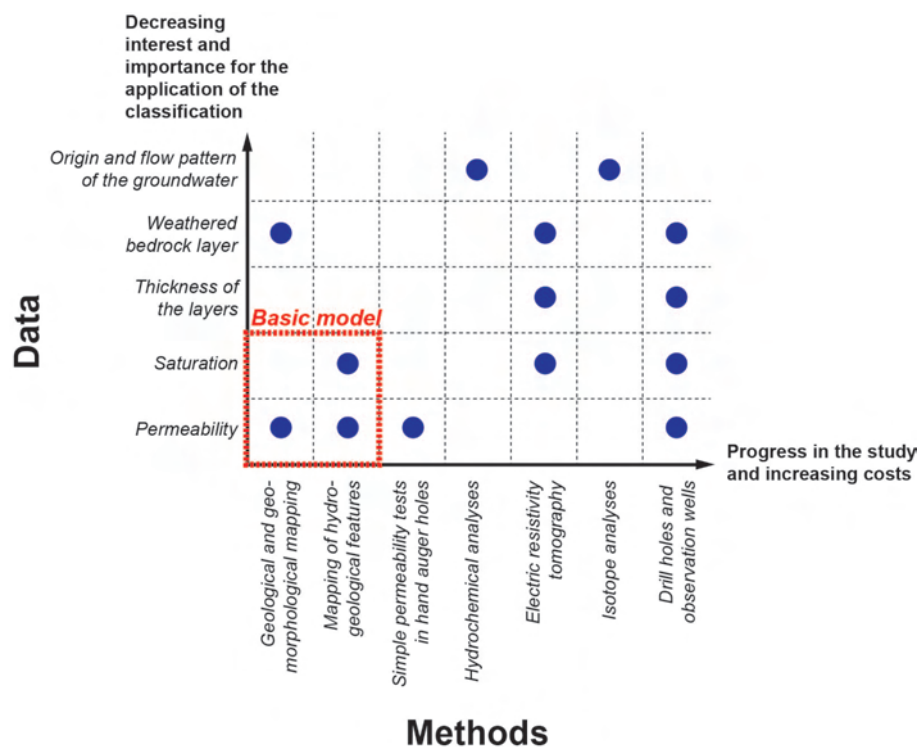 Decreasing
interest and
importance for the
application of the
classification
Origin and flow pattern
of the groundwater
Weathered
bedrock layer
Thickness of
the layers
Basic model
Saturation
Permeability
Data
Progress in the study
and increasing costs
Geological and geo-
morphological mapping
Mapping of hydro-
geological features
Simple permeability tests
in hand auger holes
Hydrochemical analyses
Electric resistivity
tomography
Isotope analyses
Drill holes and
observation wells
Methods